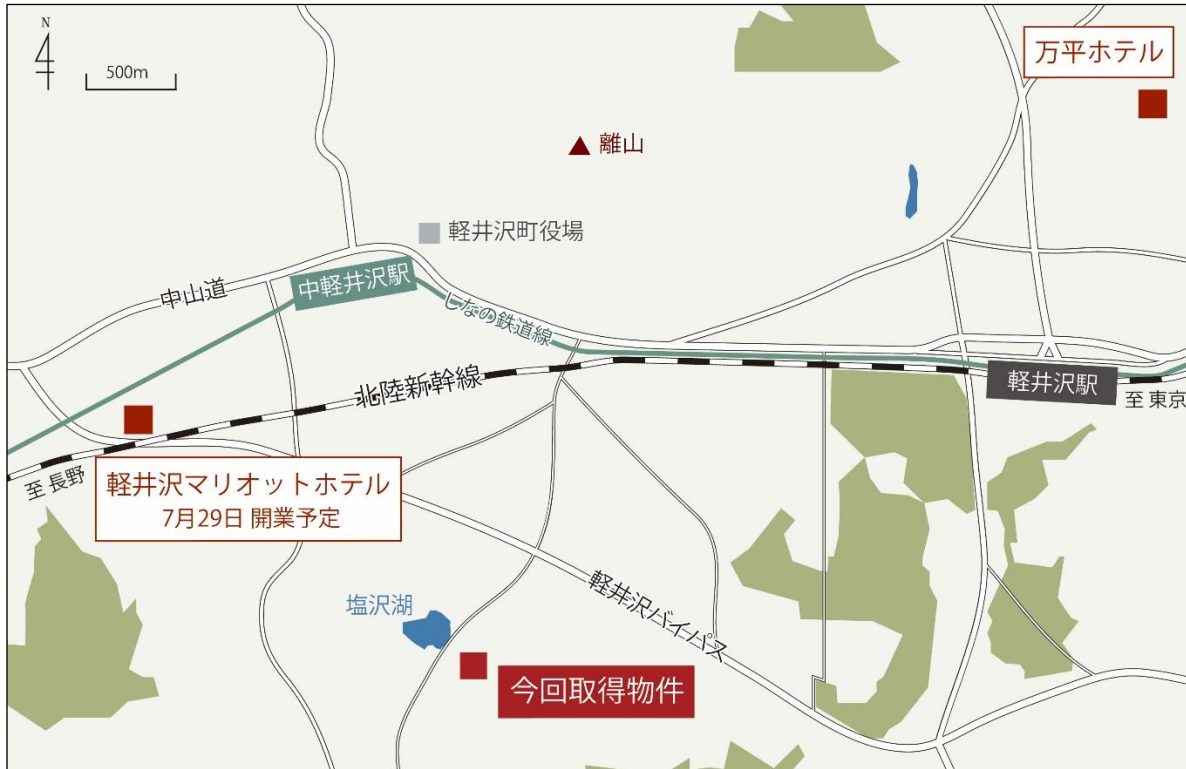 N
500m
万平ホテル
離山
軽井沢町役場
中軽井沢駅
中山道
しなの鉄道線
北陸新幹線
軽井沢駅
至 東京
至 長野
軽井沢マリオットホテル
7月29日 開業予定
塩沢湖
軽井沢バイパス
今回取得物件